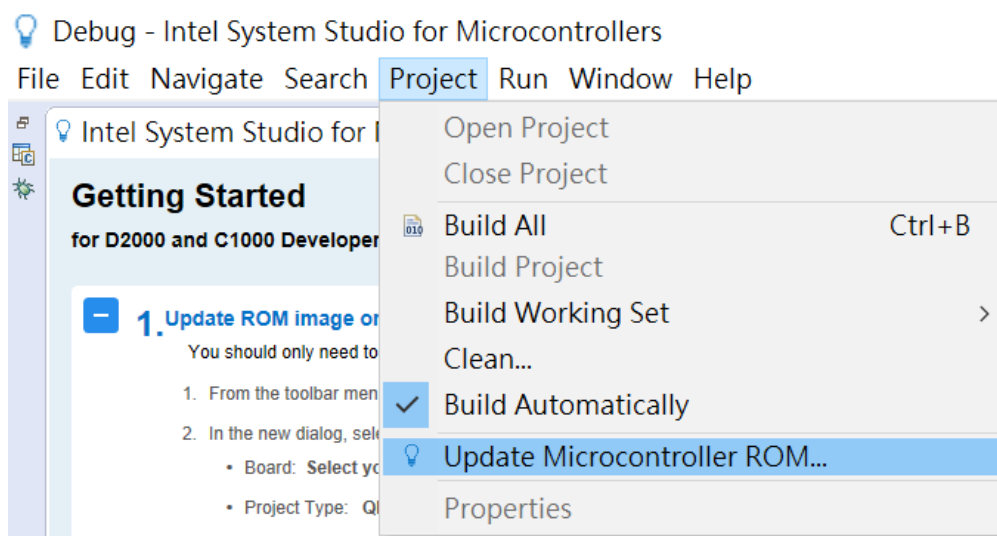 Debug - Intel System Studio for Microcontrollers
File Edit Navigate Search Project Run Window Help
Intel System Studio for
Open Project
Close Project
Getting Started
for D2000 and C1000 Developer
Build All Ctrl+B
Build Project
1. Update ROM image or
Build Working Set
You should only need to
Clean...
1. From the toolbar men
Build Automatically
2. In the new dialog, sele
• Board: Select yo
Update Microcontroller ROM...
• Project Type:
Properties